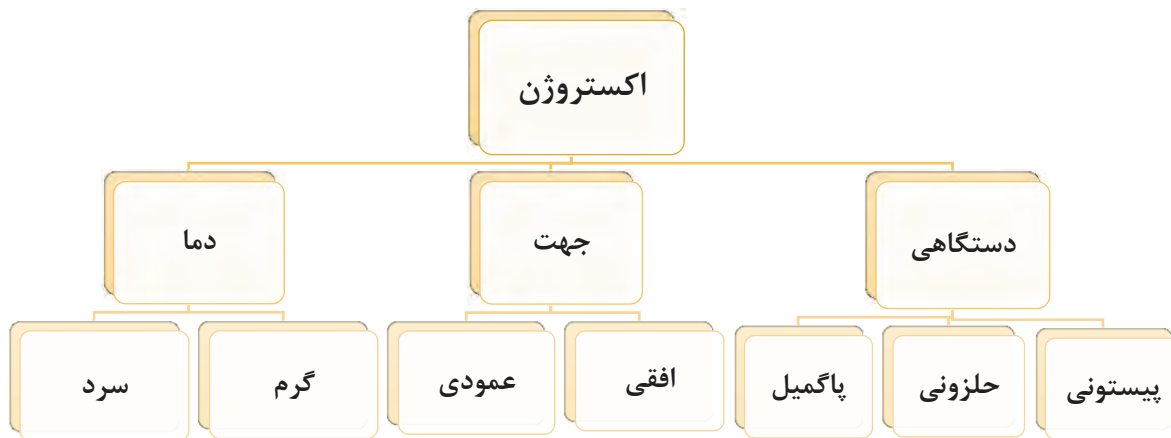 اکستروژن
دستگاهی
جهت
دما
پیستونی
حلزونی
پاگمیل
افقی
عمودی
گرم
سرد